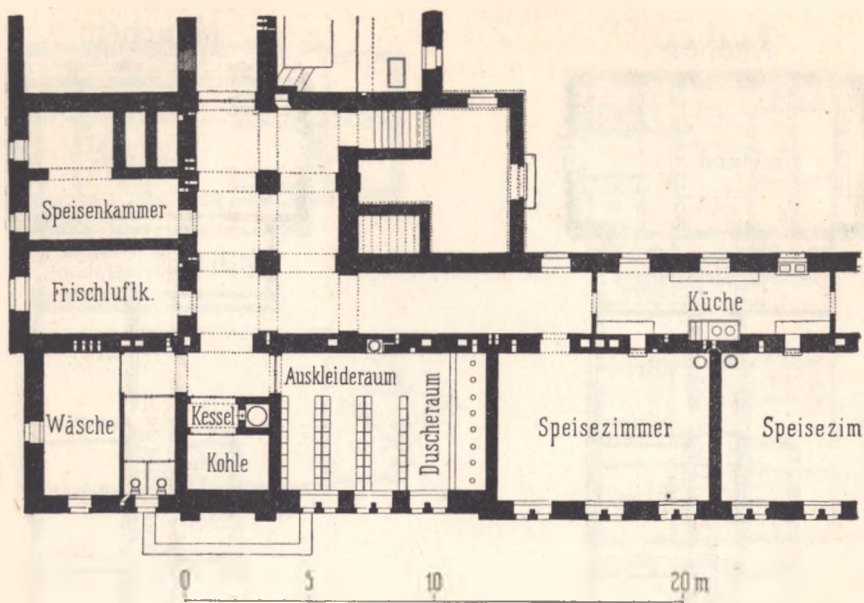 Speisenkammer
Frischluftk.
Küche
Auskleideraum
Wäsche
Kessel
Kohle
Duscheraum
Speisezimmer
Speisezim
0 5 10 20 m